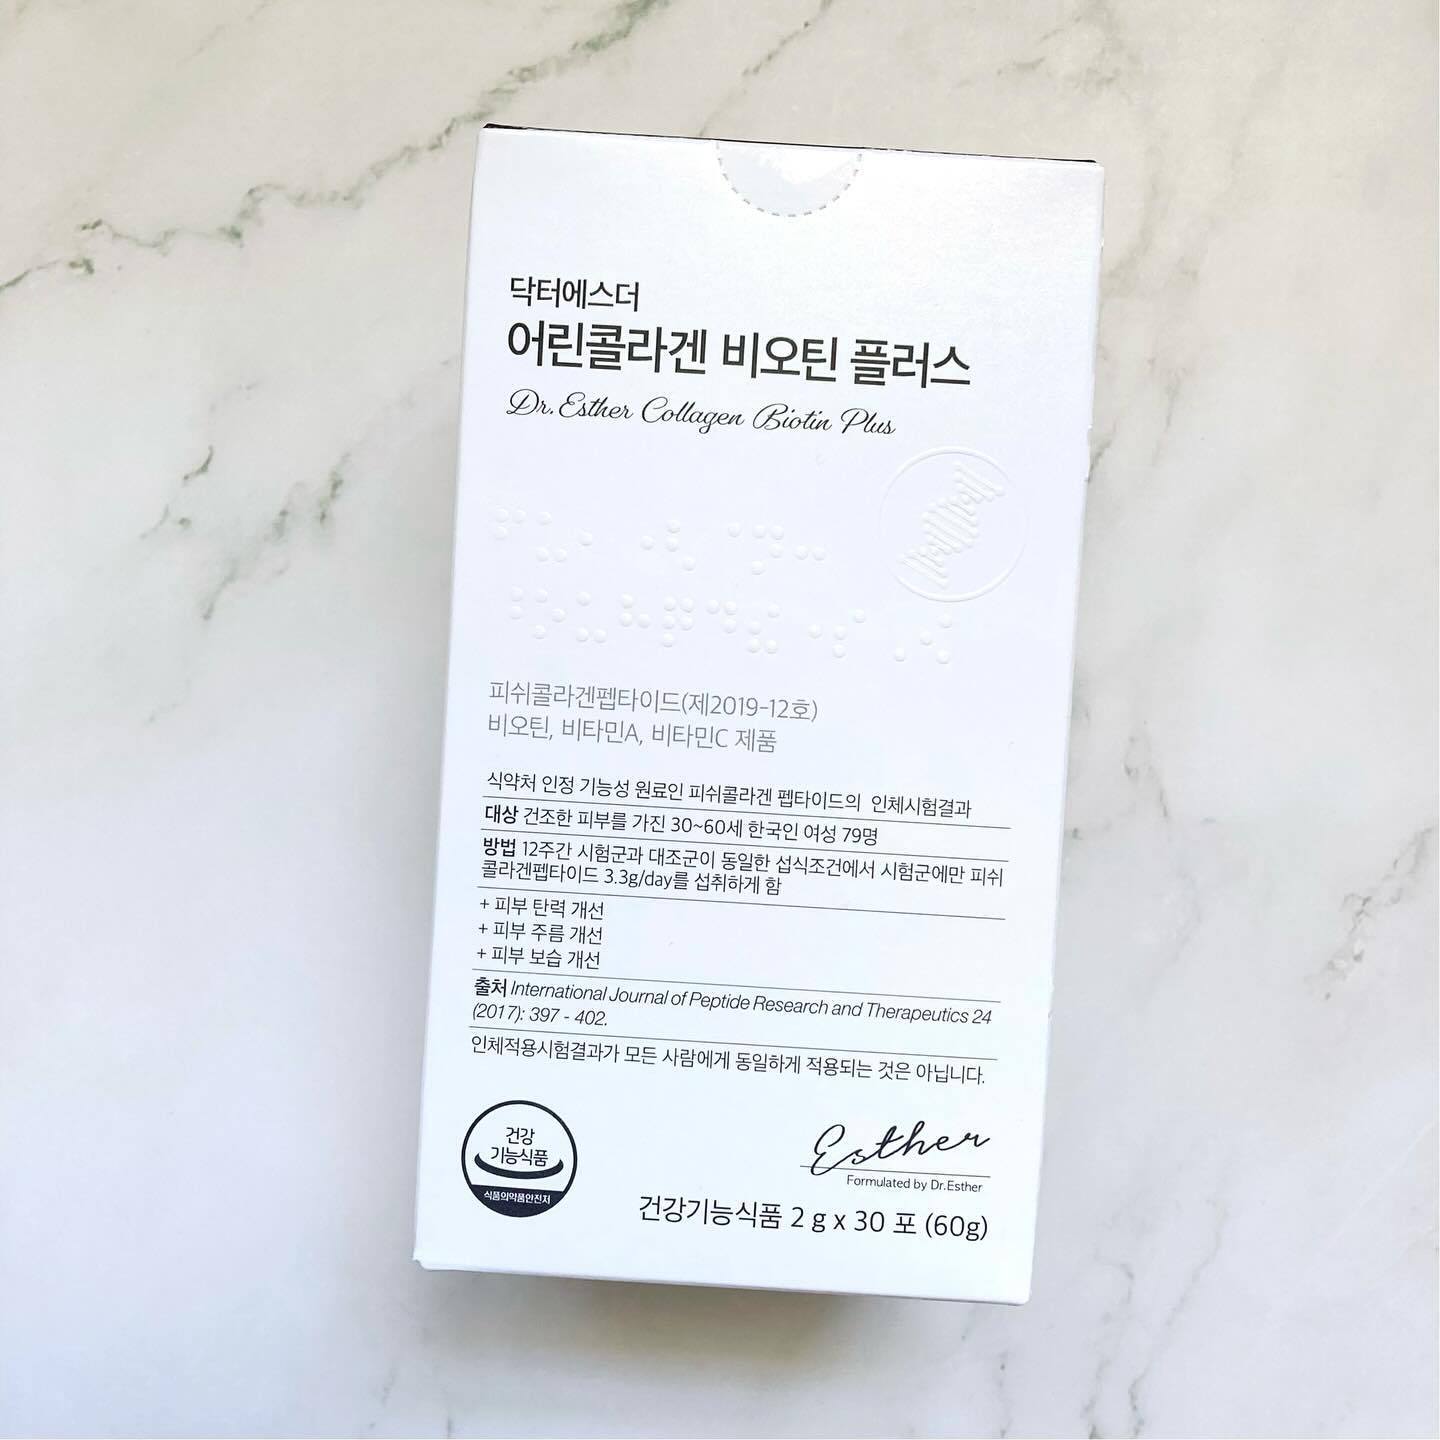 닥터에스더
어린콜라겐 비오틴 플러스
Dr. Esther Collagen Biotin Plus
피쉬콜라겐펩타이드(제2019-12호)
비오틴, 비타민A, 비타민C 제품
식약처 인정 기능성 원료인 피쉬콜라겐 펩타이드의 인체시험결과
대상 건조한 피부를 가진 30~60세 한국인 여성 79명
방법 12주간 시험군과 대조군이 동일한 섭식조건에서 시험군에만 피쉬
콜라겐펩타이드 3.3g/day를 섭취하게 함
+ 피부 탄력 개선
+ 피부 주름 개선
+ 피부 보습 개선
출처 International Journal of Peptide Research and Therapeutics 24
(2017): 397 - 402.
인체적용시험결과가 모든 사람에게 동일하게 적용되는 것은 아닙니다.
건강
기능식품
식품의약품안전처
Esther
Formulated by Dr.Esther
건강기능식품 2 g x 30 포 (60g)